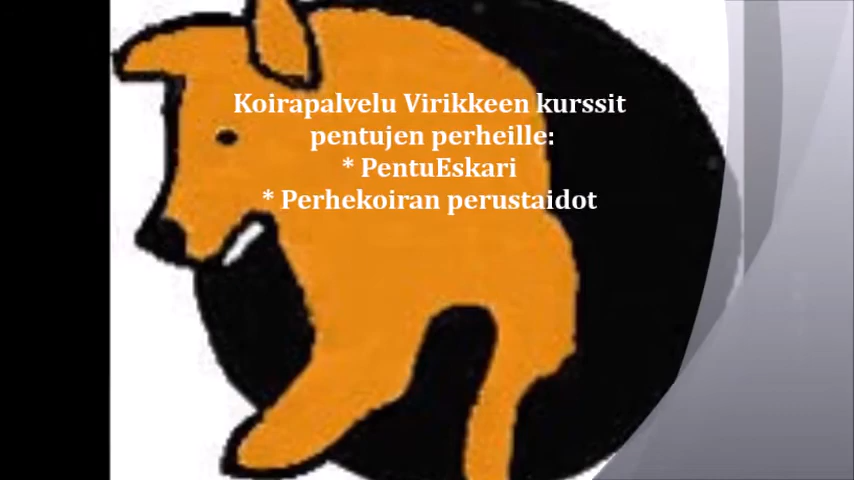 Koirapalvelu Virikkeen kurssit
pentujen perheille:
* PentuEskari
* Perhekoiran perustaidot